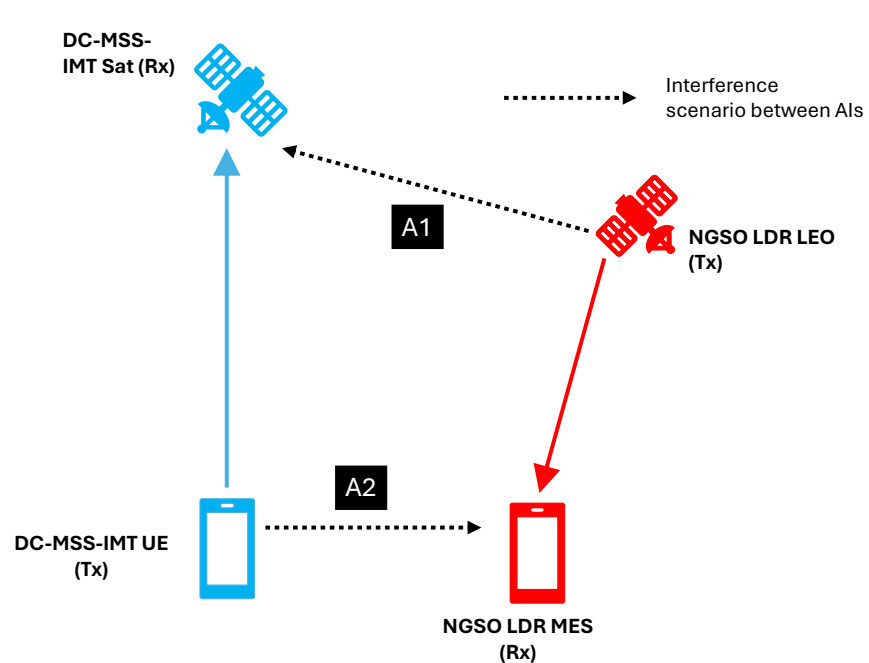 DC-MSS-
IMT Sat (Rx)
Interference
scenario between AIs
A1
NGSO LDR LEO
(Tx)
A2
DC-MSS-IMT UE
(Tx)
NGSO LDR MES
(Rx)